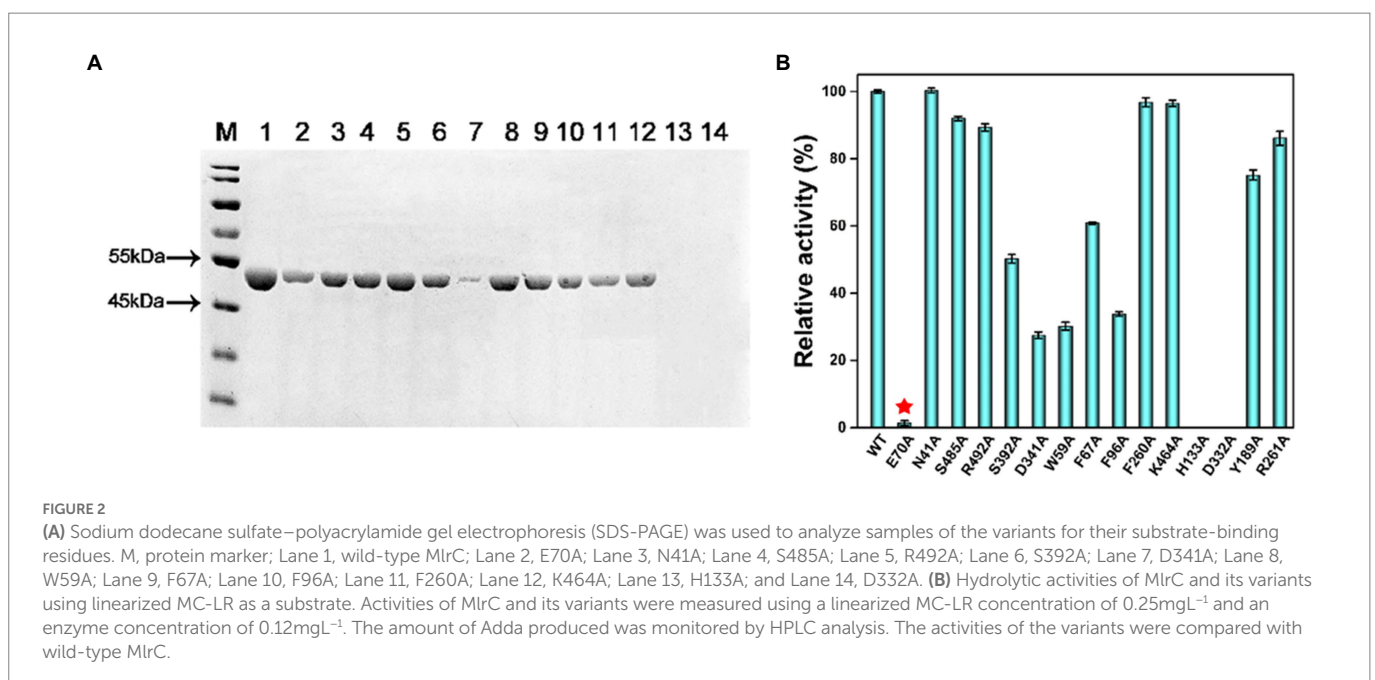 A
M 1 2 3 4 5 6 7 8 9 10 11 12 13 14
55kDa
45kDa
B
Relative activity (%)
100
80
60
40
20
0
WT E70A N41A S485A R492A S392A D341A W59A F67A F96A F260A K464A H133A D332A Y189A R261A
FIGURE 2
(A) Sodium dodecane sulfate–polyacrylamide gel electrophoresis (SDS-PAGE) was used to analyze samples of the variants for their substrate-binding
residues. M, protein marker; Lane 1, wild-type MlrC; Lane 2, E70A; Lane 3, N41A; Lane 4, S485A; Lane 5, R492A; Lane 6, S392A; Lane 7, D341A; Lane 8,
W59A; Lane 9, F67A; Lane 10, F96A; Lane 11, F260A; Lane 12, K464A; Lane 13, H133A; and Lane 14, D332A. (B) Hydrolytic activities of MlrC and its variants
using linearized MC-LR as a substrate. Activities of MlrC and its variants were measured using a linearized MC-LR concentration of 0.25mgL⁻¹ and an
enzyme concentration of 0.12mgL⁻¹. The amount of Adda produced was monitored by HPLC analysis. The activities of the variants were compared with
wild-type MlrC.